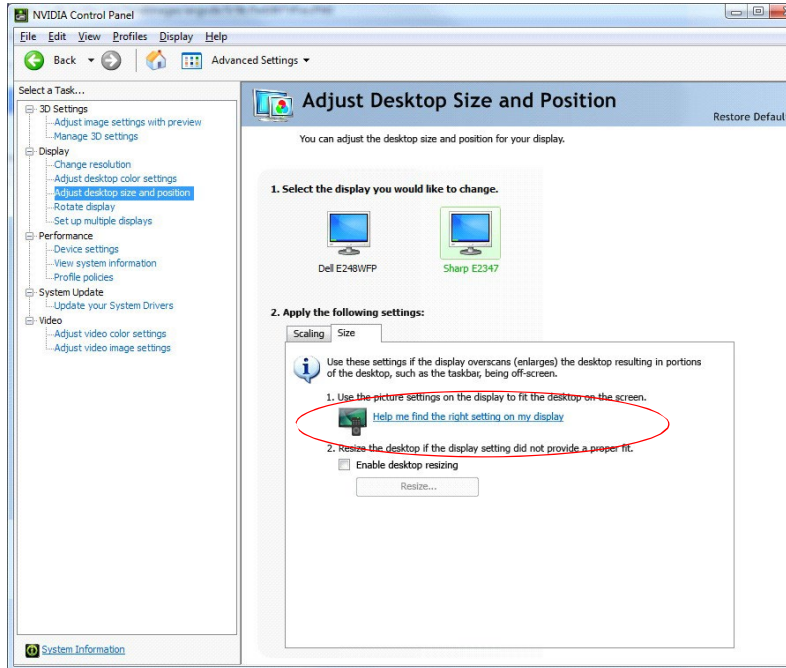 NVIDIA Control Panel
File Edit View Profiles Display Help
Back Advanced Settings
Select a Task...
3D Settings
Adjust image settings with preview
Manage 3D settings
Display
Change resolution
Adjust desktop color settings
Adjust desktop size and position
Rotate display
Set up multiple displays
Performance
Device settings
View system information
Profile policies
System Update
Update your System Drivers
Video
Adjust video color settings
Adjust video image settings
System Information
Adjust Desktop Size and Position
Restore Defaul
You can adjust the desktop size and position for your display.
1. Select the display you would like to change.
Dell E248WFP Sharp E2347
2. Apply the following settings:
Scaling Size
Use these settings if the display overscans (enlarges) the desktop resulting in portions
of the desktop, such as the taskbar, being off-screen.
1. Use the picture settings on the display to fit the desktop on the screen.
Help me find the right setting on my display
2. Resize the desktop if the display setting did not provide a proper fit.
Enable desktop resizing
Resize...